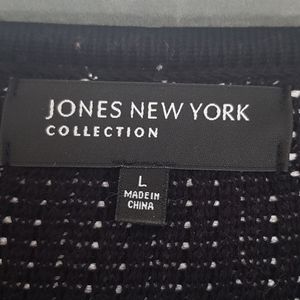 JONES NEW YORK
COLLECTION
L
MADE IN
CHINA